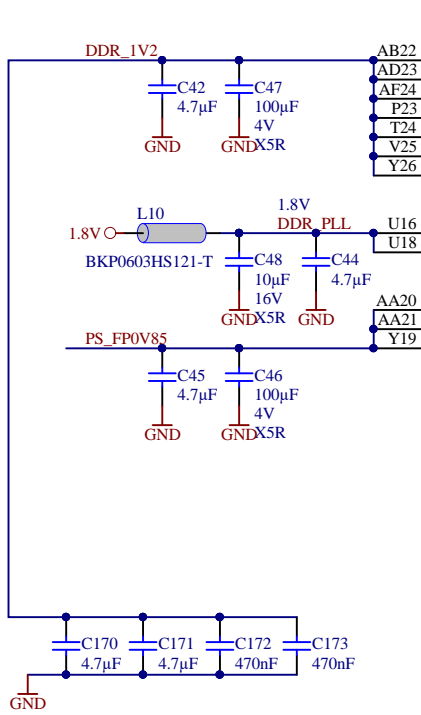 DDR_1V2
AB22
AD23
AF24
P23
T24
V25
Y26
C42
4.7µF
GND
C47
100µF
4V
X5R
GND
1.8V
L10
BKP0603HS121-T
1.8V
DDR_PLL
U16
U18
C48
10µF
16V
X5R
GND
C44
4.7µF
GND
AA20
AA21
Y19
PS_FP0V85
C45
4.7µF
GND
C46
100µF
4V
X5R
GND
C170
4.7µF
C171
4.7µF
C172
470nF
C173
470nF
GND